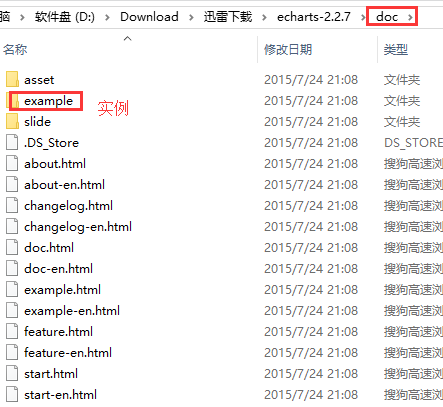 脑 › 软件盘 (D:) › Download › 迅雷下载 › echarts-2.2.7 › doc ›
名称 修改日期 类型
asset 2015/7/24 21:08 文件夹
example 实例 2015/7/24 21:08 文件夹
slide 2015/7/24 21:08 文件夹
.DS_Store 2015/7/24 21:08 DS_STORE
about.html 2015/7/24 21:08 搜狗高速浏
about-en.html 2015/7/24 21:08 搜狗高速浏
changelog.html 2015/7/24 21:08 搜狗高速浏
changelog-en.html 2015/7/24 21:08 搜狗高速浏
doc.html 2015/7/24 21:08 搜狗高速浏
doc-en.html 2015/7/24 21:08 搜狗高速浏
example.html 2015/7/24 21:08 搜狗高速浏
example-en.html 2015/7/24 21:08 搜狗高速浏
feature.html 2015/7/24 21:08 搜狗高速浏
feature-en.html 2015/7/24 21:08 搜狗高速浏
start.html 2015/7/24 21:08 搜狗高速浏
start-en.html 2015/7/24 21:08 搜狗高速浏